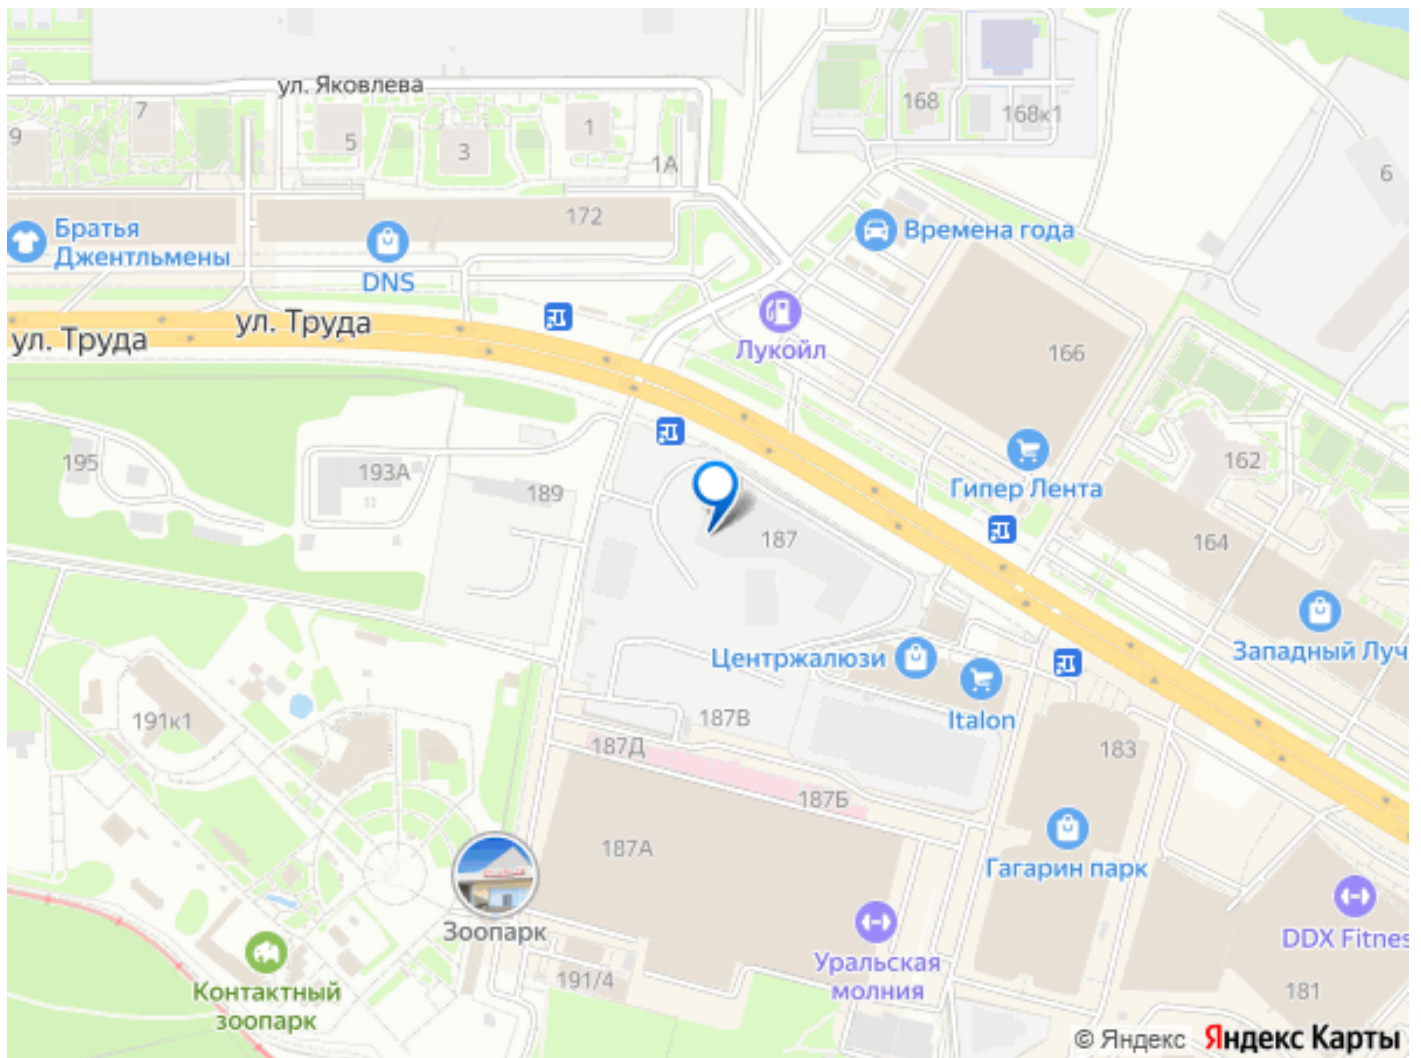 ул. Яковлева
7
9
5
3
1
1А
168
168к1
6
172
Братья
Джентльмены
DNS
Времена года
ул. Труда
ул. Труда
Лукойл
166
195
193А
189
187
Гипер Лента
162
164
Западный Луч
Центржалюзи
Italon
191к1
187В
187Д
187Б
183
187А
Гагарин парк
Зоопарк
Уральская
молния
DDX Fitnes
Контактный
зоопарк
191/4
181
© Яндекс Яндекс Карты